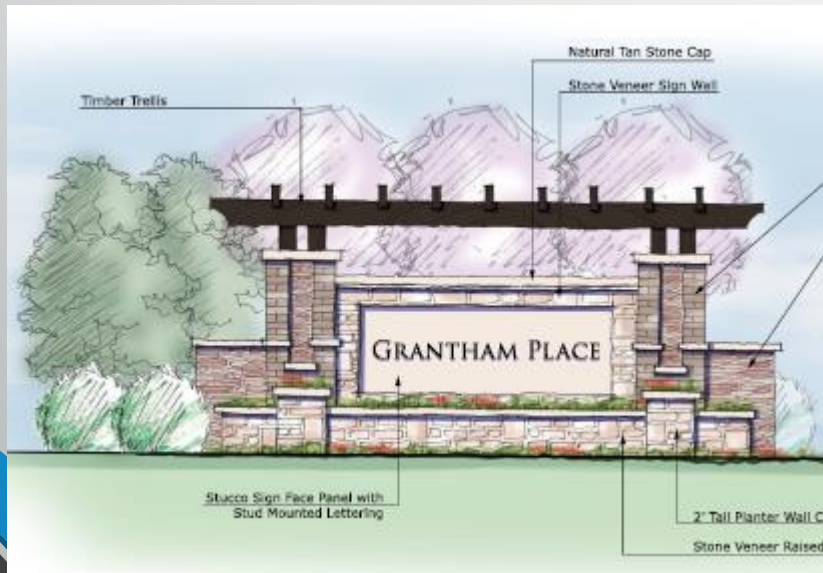 Natural Tan Stone Cap
Stone Veneer Sign Wall
Timber Trellis
GRANTHAM PLACE
Stucco Sign Face Panel with
Stud Mounted Lettering
2' Tall Planter Wall C
Stone Veneer Raised